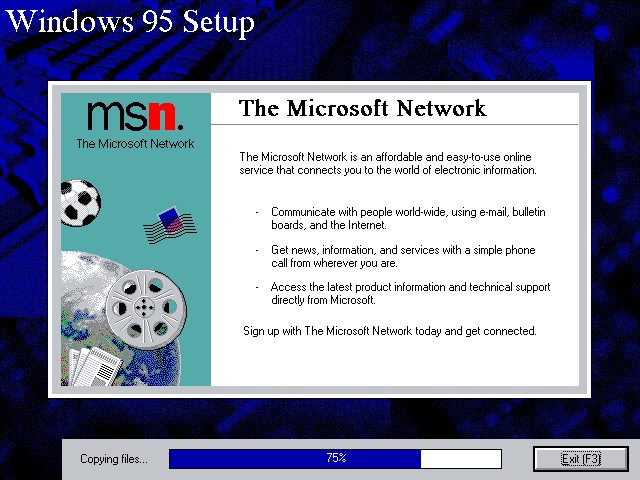 Windows 95 Setup
msn.
The Microsoft Network
The Microsoft Network
The Microsoft Network is an affordable and easy-to-use online
service that connects you to the world of electronic information.
- Communicate with people world-wide, using e-mail, bulletin
boards, and the Internet.
- Get news, information, and services with a simple phone
call from wherever you are.
- Access the latest product information and technical support
directly from Microsoft.
Sign up with The Microsoft Network today and get connected.
Copying files... 75% Exit (F3)